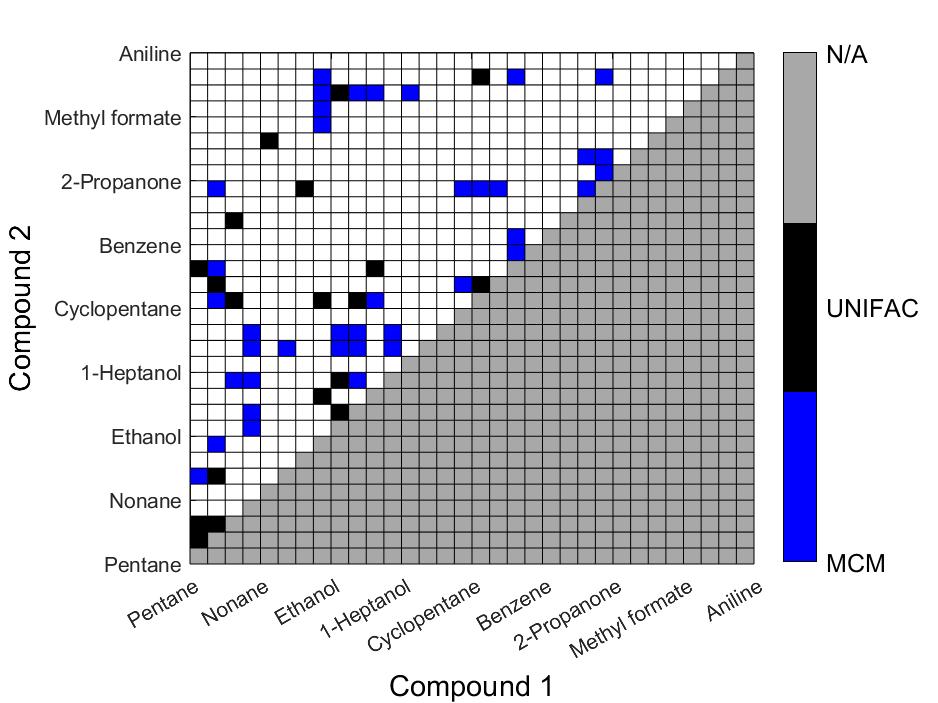 Aniline
Methyl formate
2-Propanone
Benzene
Cyclopentane
1-Heptanol
Ethanol
Nonane
Pentane
Compound 2
Pentane
Nonane
Ethanol
1-Heptanol
Cyclopentane
Benzene
2-Propanone
Methyl formate
Aniline
Compound 1
N/A
UNIFAC
MCM